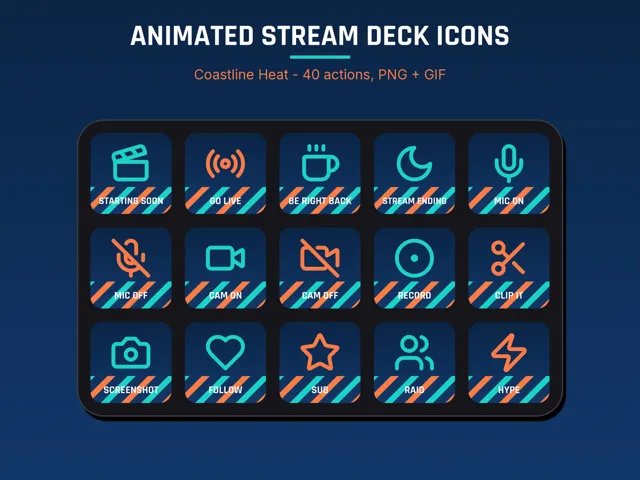 ANIMATED STREAM DECK ICONS
Coastline Heat - 40 actions, PNG + GIF
STARTING SOON
GO LIVE
BE RIGHT BACK
STREAM ENDING
MIC ON
MIC OFF
CAM ON
CAM OFF
RECORD
CLIP IT
SCREENSHOT
FOLLOW
SUB
RAID
HYPE